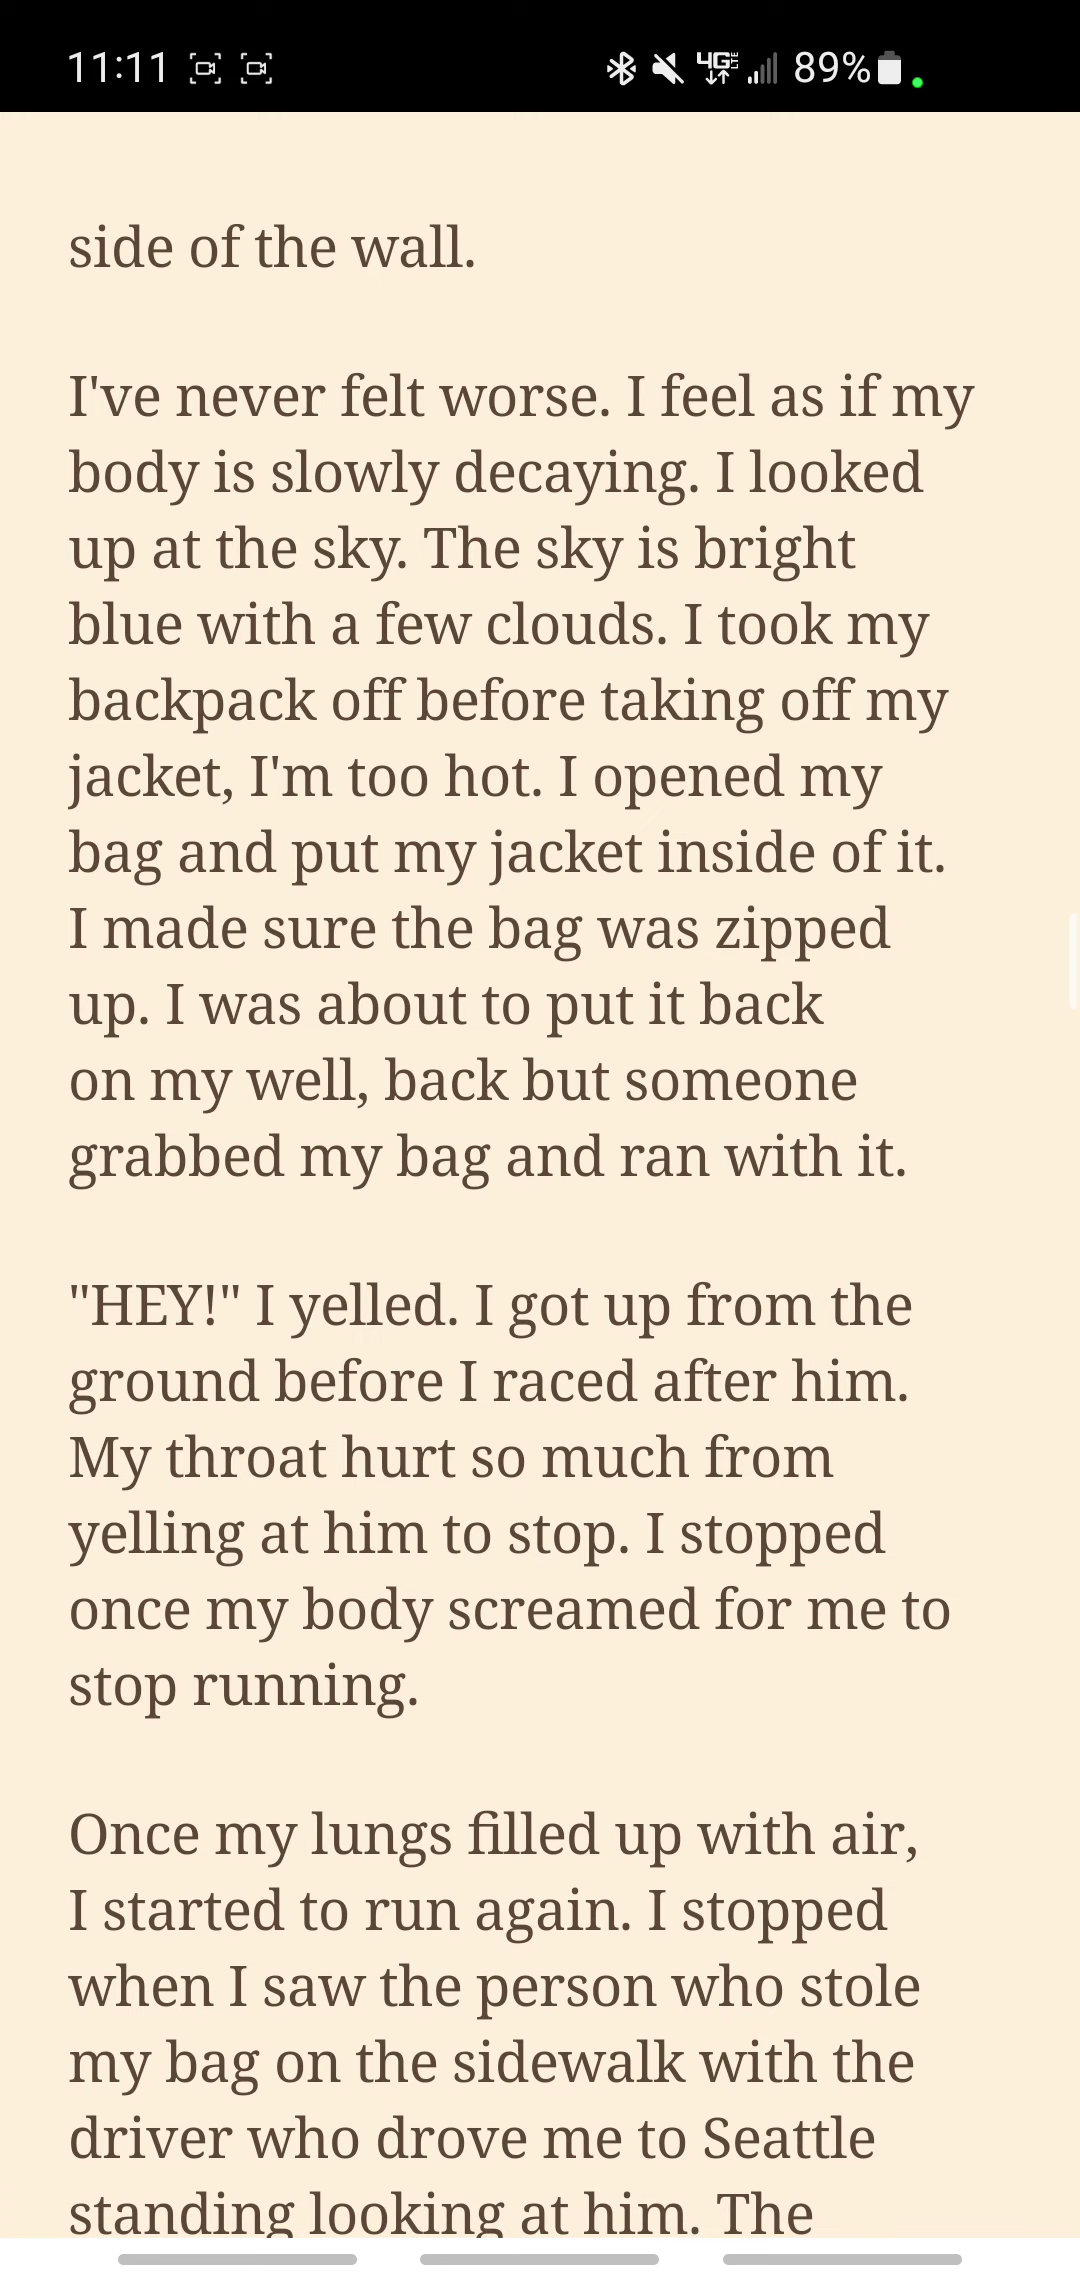 11:11 4G LTE 89%
side of the wall.
I've never felt worse. I feel as if my
body is slowly decaying. I looked
up at the sky. The sky is bright
blue with a few clouds. I took my
backpack off before taking off my
jacket, I'm too hot. I opened my
bag and put my jacket inside of it.
I made sure the bag was zipped
up. I was about to put it back
on my well, back but someone
grabbed my bag and ran with it.
"HEY!" I yelled. I got up from the
ground before I raced after him.
My throat hurt so much from
yelling at him to stop. I stopped
once my body screamed for me to
stop running.
Once my lungs filled up with air,
I started to run again. I stopped
when I saw the person who stole
my bag on the sidewalk with the
driver who drove me to Seattle
standing looking at him. The